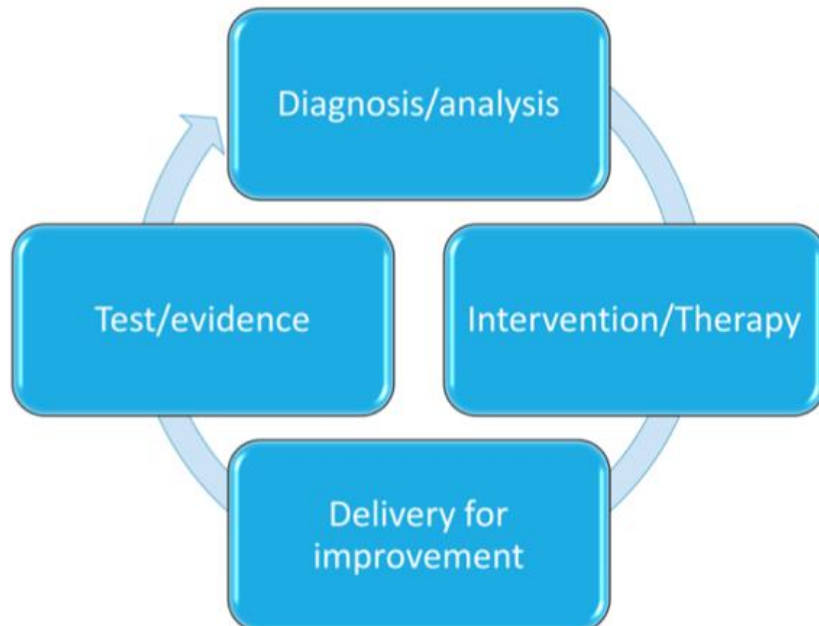 Diagnosis/analysis
Test/evidence
Intervention/Therapy
Delivery for
improvement